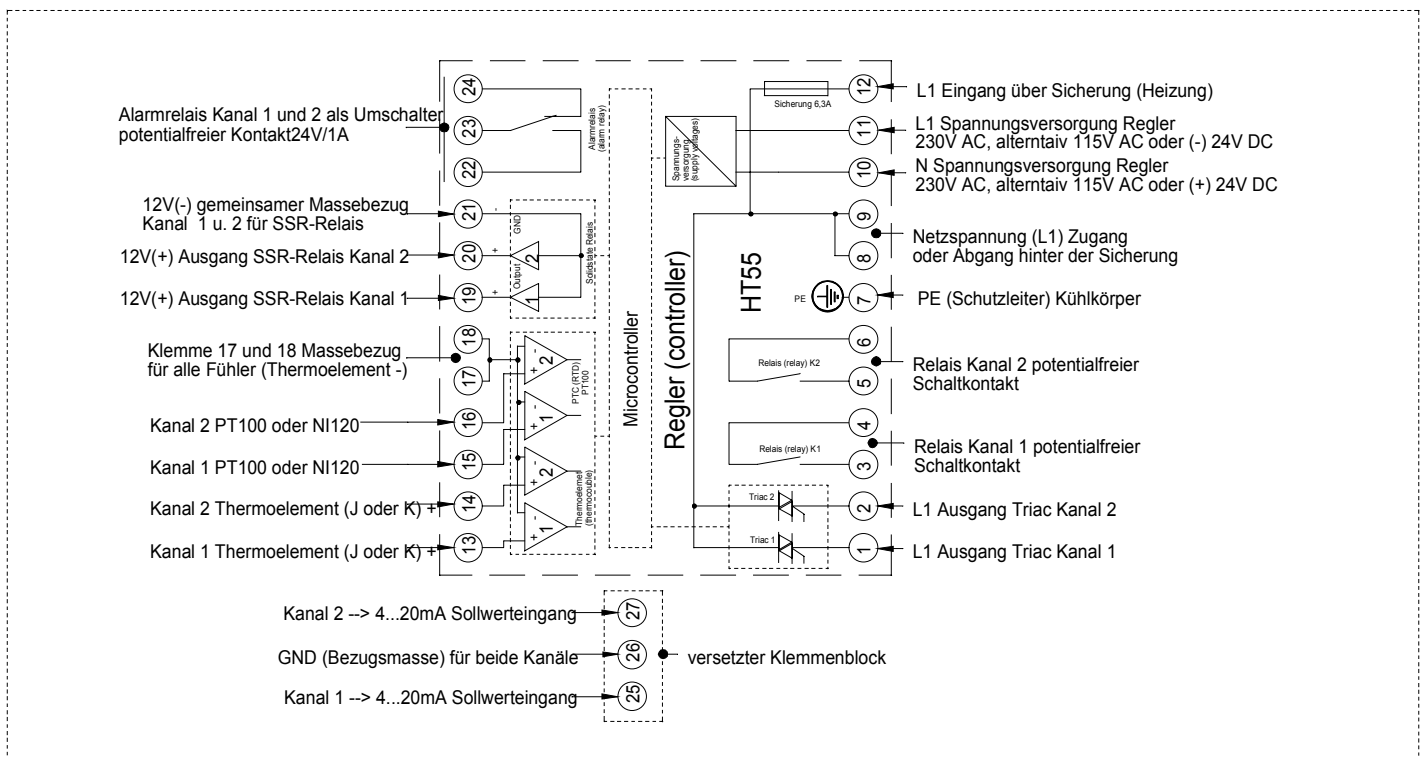 24
23
22
21
20
19
18
17
16
15
14
13
Alarmrelais Kanal 1 und 2 als Umschalter
potentialfreier Kontakt24V/1A
12V(-) gemeinsamer Massebezug
Kanal 1 u. 2 für SSR-Relais
12V(+) Ausgang SSR-Relais Kanal 2
12V(+) Ausgang SSR-Relais Kanal 1
Klemme 17 und 18 Massebezug
für alle Fühler (Thermoelement -)
Kanal 2 PT100 oder NI120
Kanal 1 PT100 oder NI120
Kanal 2 Thermoelement (J oder K) +
Kanal 1 Thermoelement (J oder K) +
Alarmrelais
(alarm relay)
-
GND
+
Output
+
2
1
Solidstate Relais
- 
+
2
-
+
1
PTC (RTD)
PT100
-
+
2
-
+
1
Thermoelemet
(thermocouble)
Microcontroller
Regler (controller)
HT55
Sicherung 6,3A
Spannungs-
versorgung
(supply voltages)
PE
Relais (relay) K2
Relais (relay) K1
Triac 2
Triac 1
12
11
10
9
8
7
6
5
4
3
2
1
L1 Eingang über Sicherung (Heizung)
L1 Spannungsversorgung Regler
230V AC, alterntaiv 115V AC oder (-) 24V DC
N Spannungsversorgung Regler
230V AC, alterntaiv 115V AC oder (+) 24V DC
Netzspannung (L1) Zugang
oder Abgang hinter der Sicherung
PE (Schutzleiter) Kühlkörper
Relais Kanal 2 potentialfreier
Schaltkontakt
Relais Kanal 1 potentialfreier
Schaltkontakt
L1 Ausgang Triac Kanal 2
L1 Ausgang Triac Kanal 1
Kanal 2 --> 4...20mA Sollwerteingang
27
GND (Bezugsmasse) für beide Kanäle
26
versetzter Klemmenblock
Kanal 1 --> 4...20mA Sollwerteingang
25